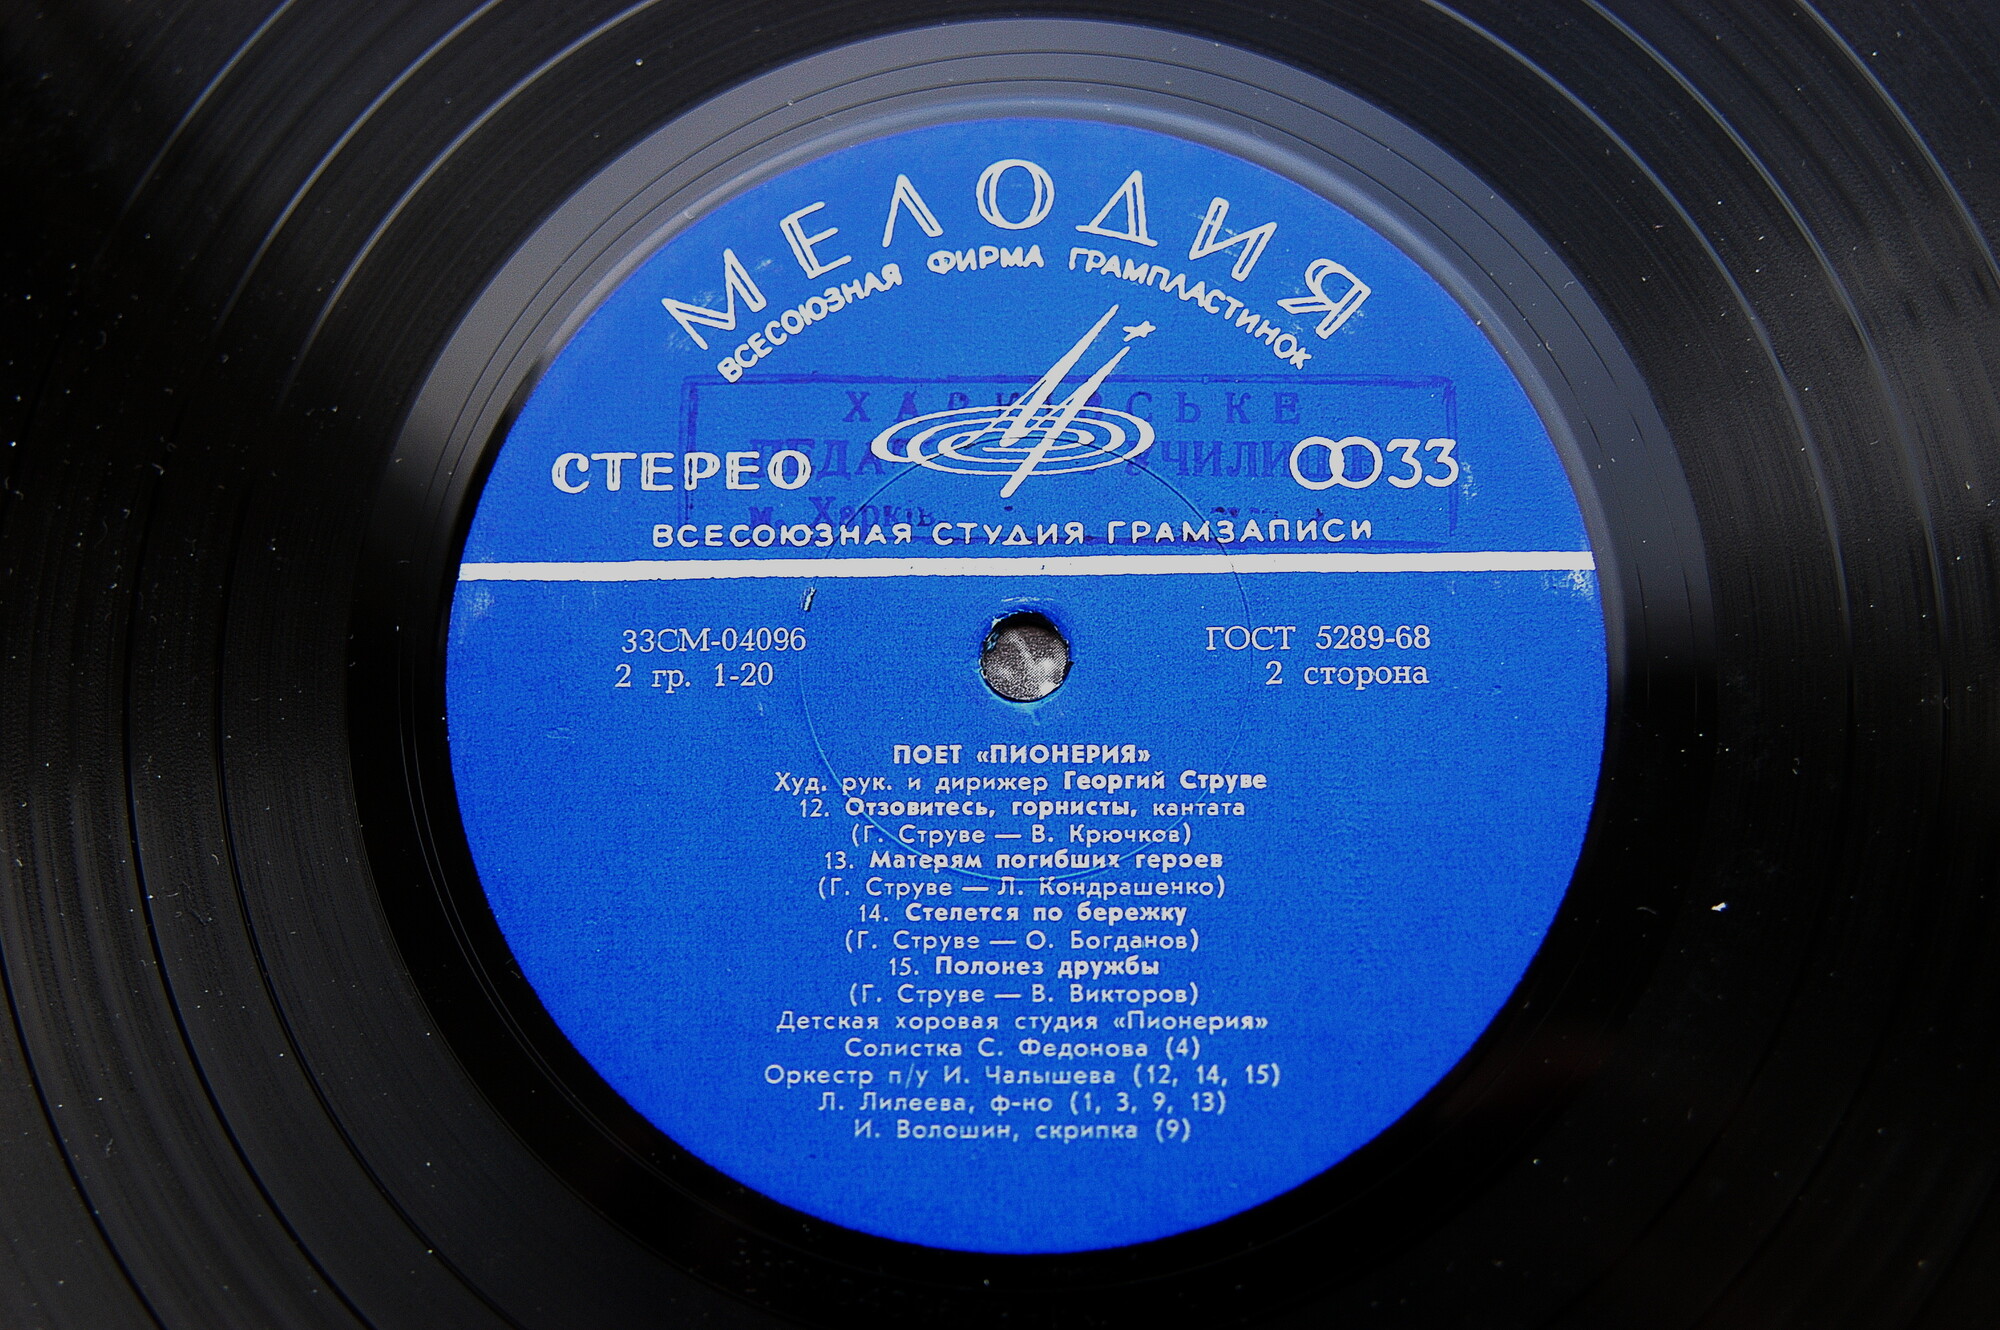 МЕЛОДИЯ
ВСЕСОЮЗНАЯ ФИРМА ГРАМПЛАСТИНОК
ХАРКІВСЬКЕ
м. Харків
СТЕРЕО 33
ВСЕСОЮЗНАЯ СТУДИЯ ГРАМЗАПИСИ
33СМ-04096 ГОСТ 5289-68
2 гр. 1-20 2 сторона
ПОЕТ «ПИОНЕРИЯ»
Худ. рук. и дирижер Георгий Струве
12. Отзовитесь, горнисты, кантата
(Г. Струве — В. Крючков)
13. Матерям погибших героев
(Г. Струве — Л. Кондрашенко)
14. Стелется по бережку
(Г. Струве — О. Богданов)
15. Полонез дружбы
(Г. Струве — В. Викторов)
Детская хоровая студия «Пионерия»
Солистка С. Федонова (4)
Оркестр п/у И. Чалышева (12, 14, 15)
Л. Лилеева, ф-но (1, 3, 9, 13)
И. Волошин, скрипка (9)